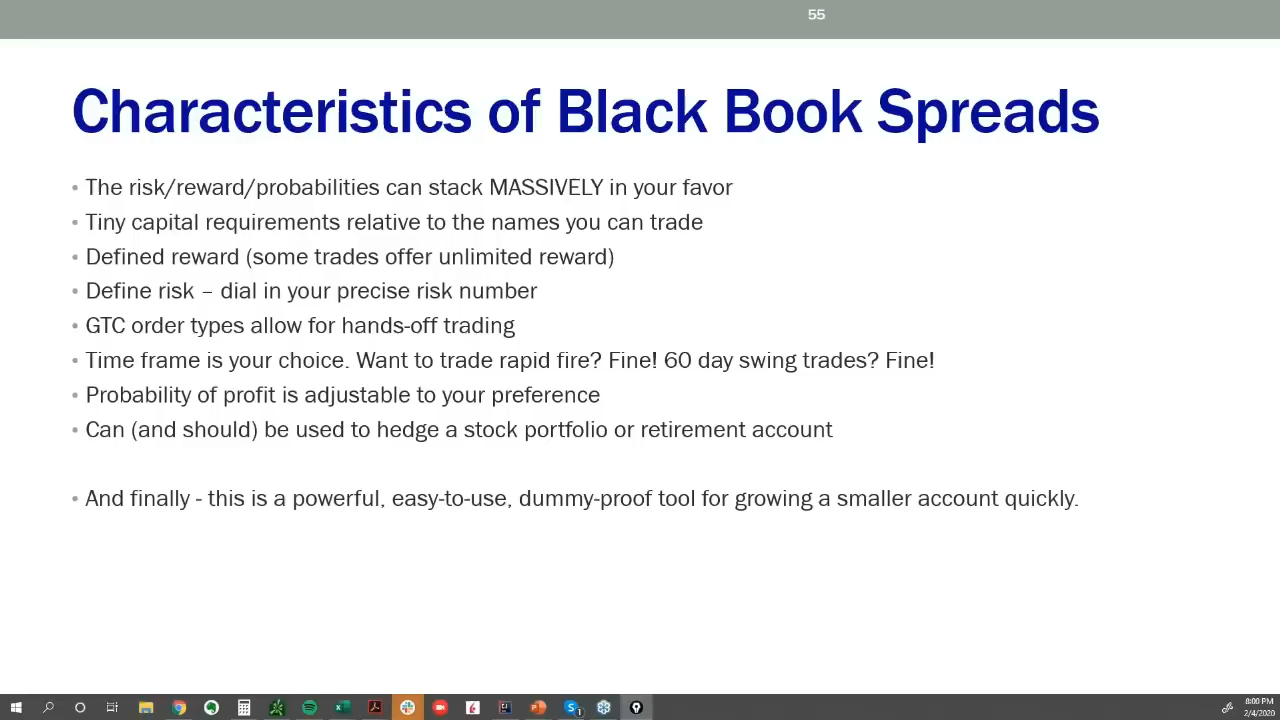 55
Characteristics of Black Book Spreads
• The risk/reward/probabilities can stack MASSIVELY in your favor
• Tiny capital requirements relative to the names you can trade
• Defined reward (some trades offer unlimited reward)
• Define risk – dial in your precise risk number
• GTC order types allow for hands-off trading
• Time frame is your choice. Want to trade rapid fire? Fine! 60 day swing trades? Fine!
• Probability of profit is adjustable to your preference
• Can (and should) be used to hedge a stock portfolio or retirement account
• And finally - this is a powerful, easy-to-use, dummy-proof tool for growing a smaller account quickly.
8:00 PM
2/4/2020